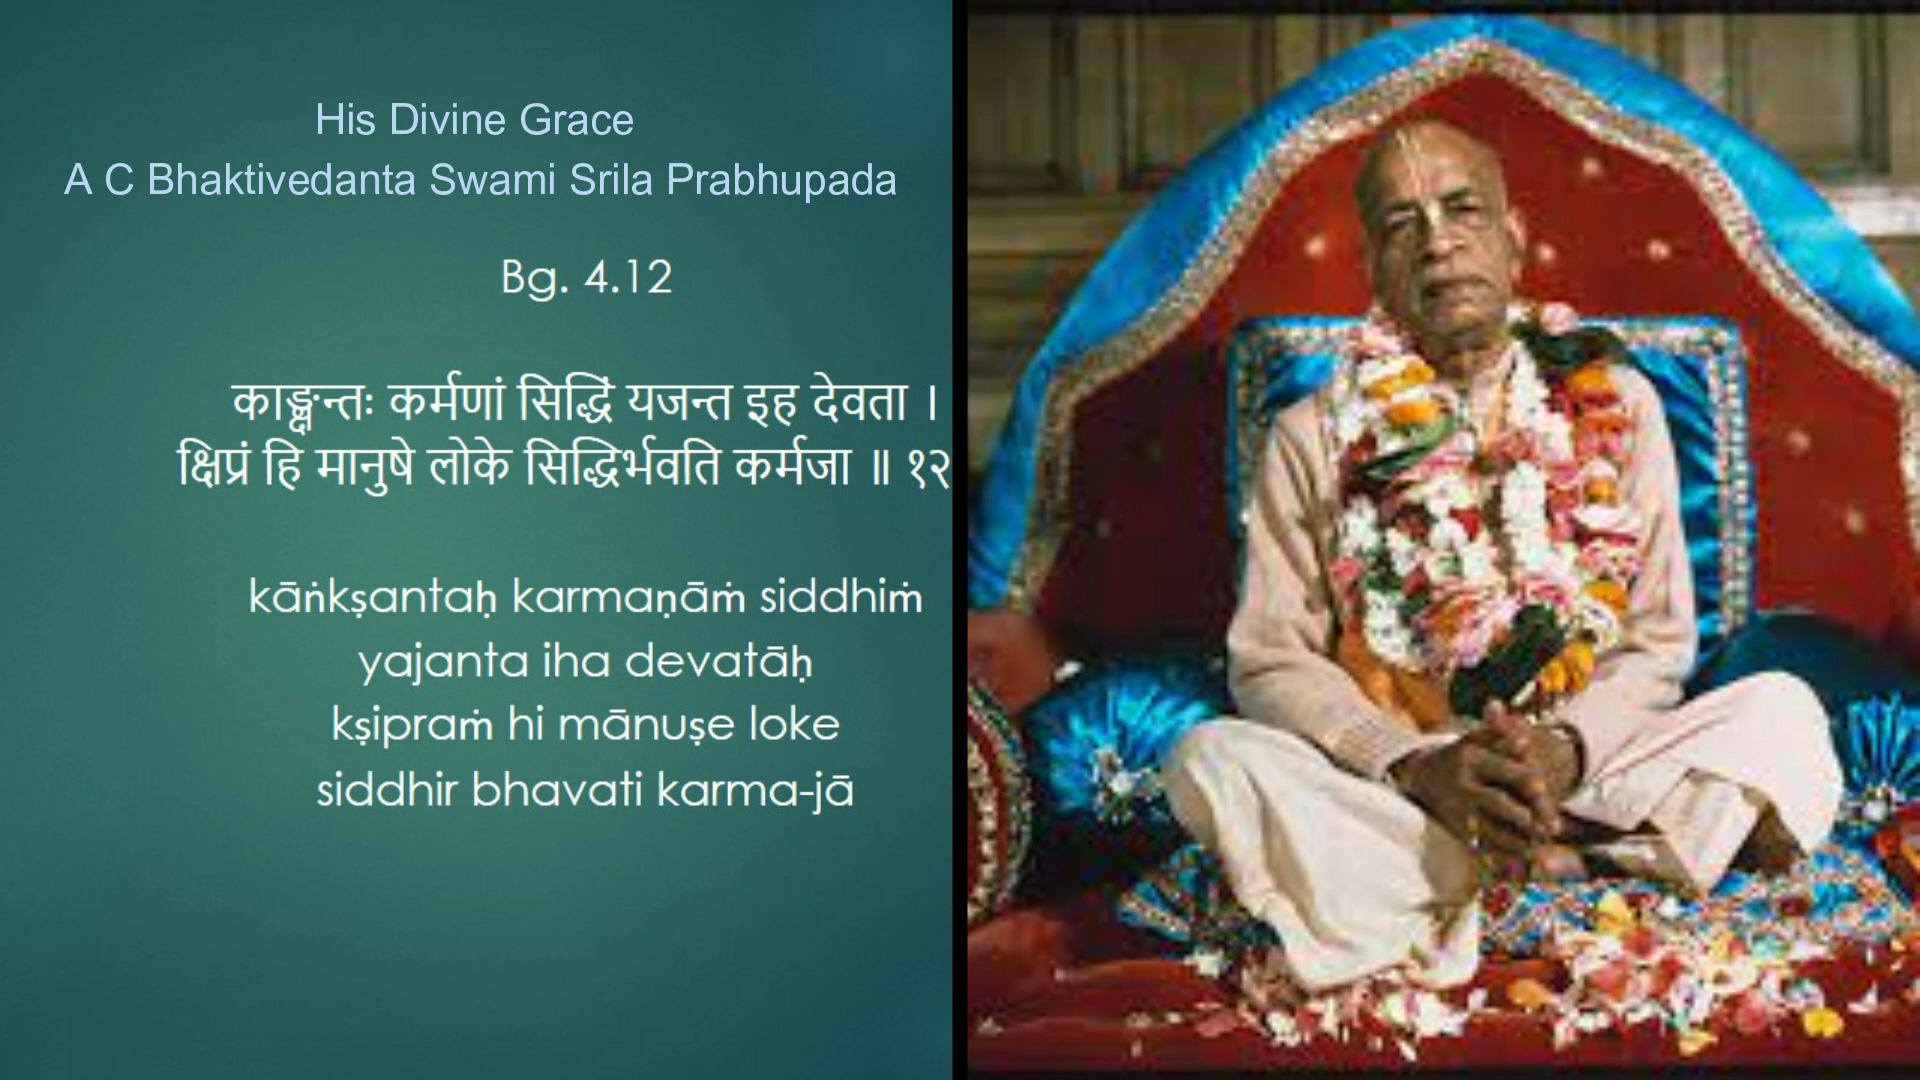 His Divine Grace
A C Bhaktivedanta Swami Srila Prabhupada
Bg. 4.12
काङ्क्षन्तः कर्मणां सिद्धिं यजन्त इह देवता ।
क्षिप्रं हि मानुषे लोके सिद्धिर्भवति कर्मजा ॥ १२
kāṅkṣantaḥ karmaṇāṁ siddhiṁ
yajanta iha devatāḥ
kṣipraṁ hi mānuṣe loke
siddhir bhavati karma-jā